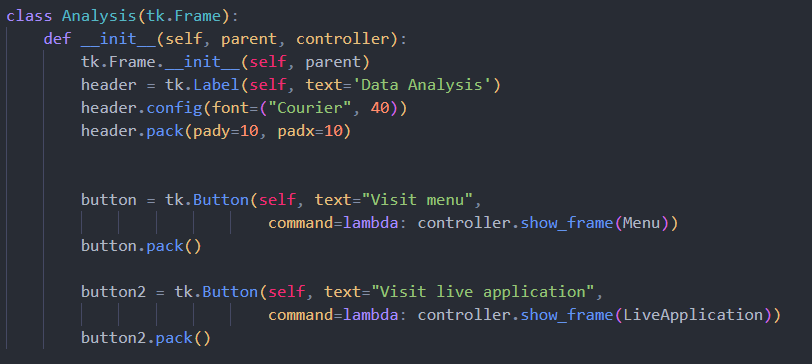 class Analysis(tk.Frame):
    def __init__(self, parent, controller):
        tk.Frame.__init__(self, parent)
        header = tk.Label(self, text='Data Analysis')
        header.config(font=("Courier", 40))
        header.pack(pady=10, padx=10)
        button = tk.Button(self, text="Visit menu",
                            command=lambda: controller.show_frame(Menu))
        button.pack()
        button2 = tk.Button(self, text="Visit live application",
                            command=lambda: controller.show_frame(LiveApplication))
        button2.pack()